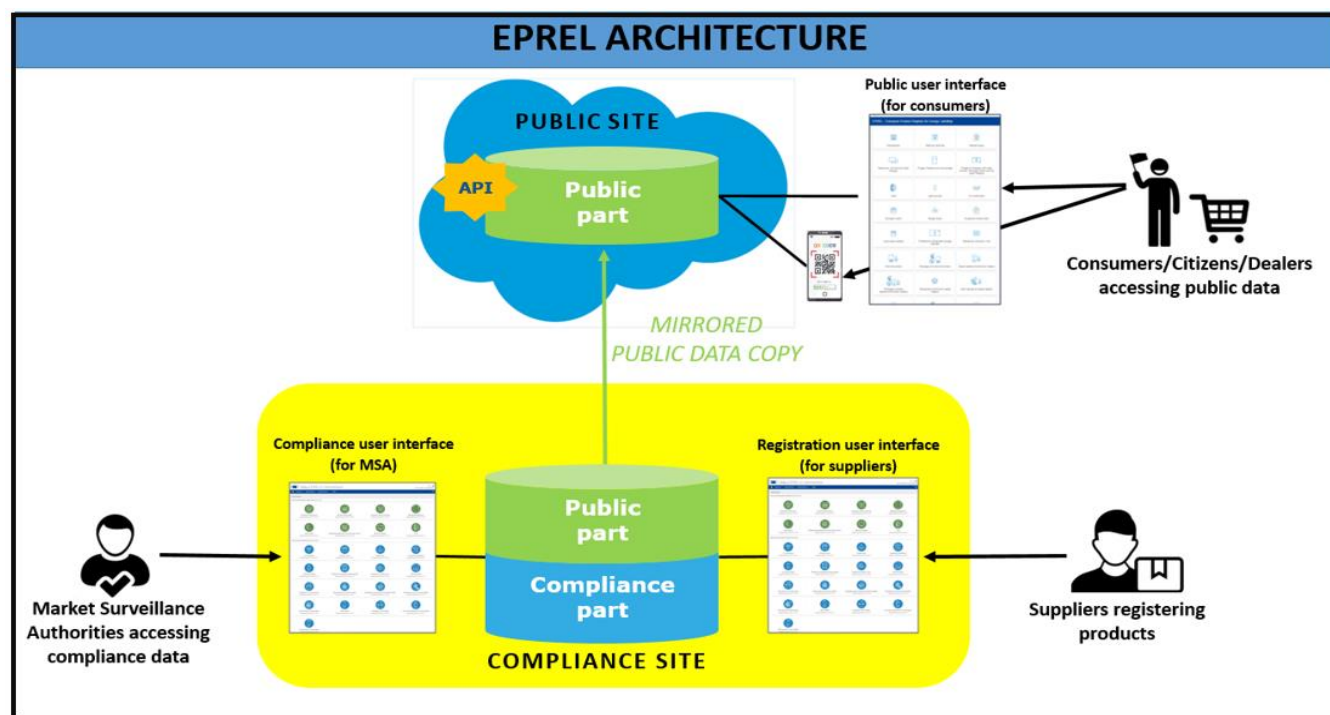 EPREL ARCHITECTURE
Public user interface
(for consumers)
PUBLIC SITE
API
Public
part
Consumers/Citizens/Dealers
accessing public data
MIRRORED
PUBLIC DATA COPY
Compliance user interface
(for MSA)
Registration user interface
(for suppliers)
Public
part
Compliance
part
Market Surveillance
Authorities accessing
compliance data
Suppliers registering
products
COMPLIANCE SITE